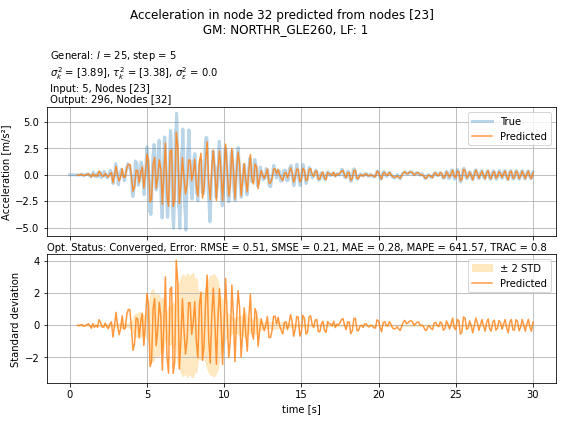 Acceleration in node 32 predicted from nodes [23]
GM: NORTHR_GLE260, LF: 1
General: l = 25, step = 5
σ²ₖ = [3.89], τ²ₖ = [3.38], σ²ε = 0.0
Input: 5, Nodes [23]
Output: 296, Nodes [32]
Acceleration [m/s²]
5.0
2.5
0.0
−2.5
−5.0
True
Predicted
Opt. Status: Converged, Error: RMSE = 0.51, SMSE = 0.21, MAE = 0.28, MAPE = 641.57, TRAC = 0.8
Standard deviation
4
2
0
−2
± 2 STD
Predicted
0 5 10 15 20 25 30
time [s]